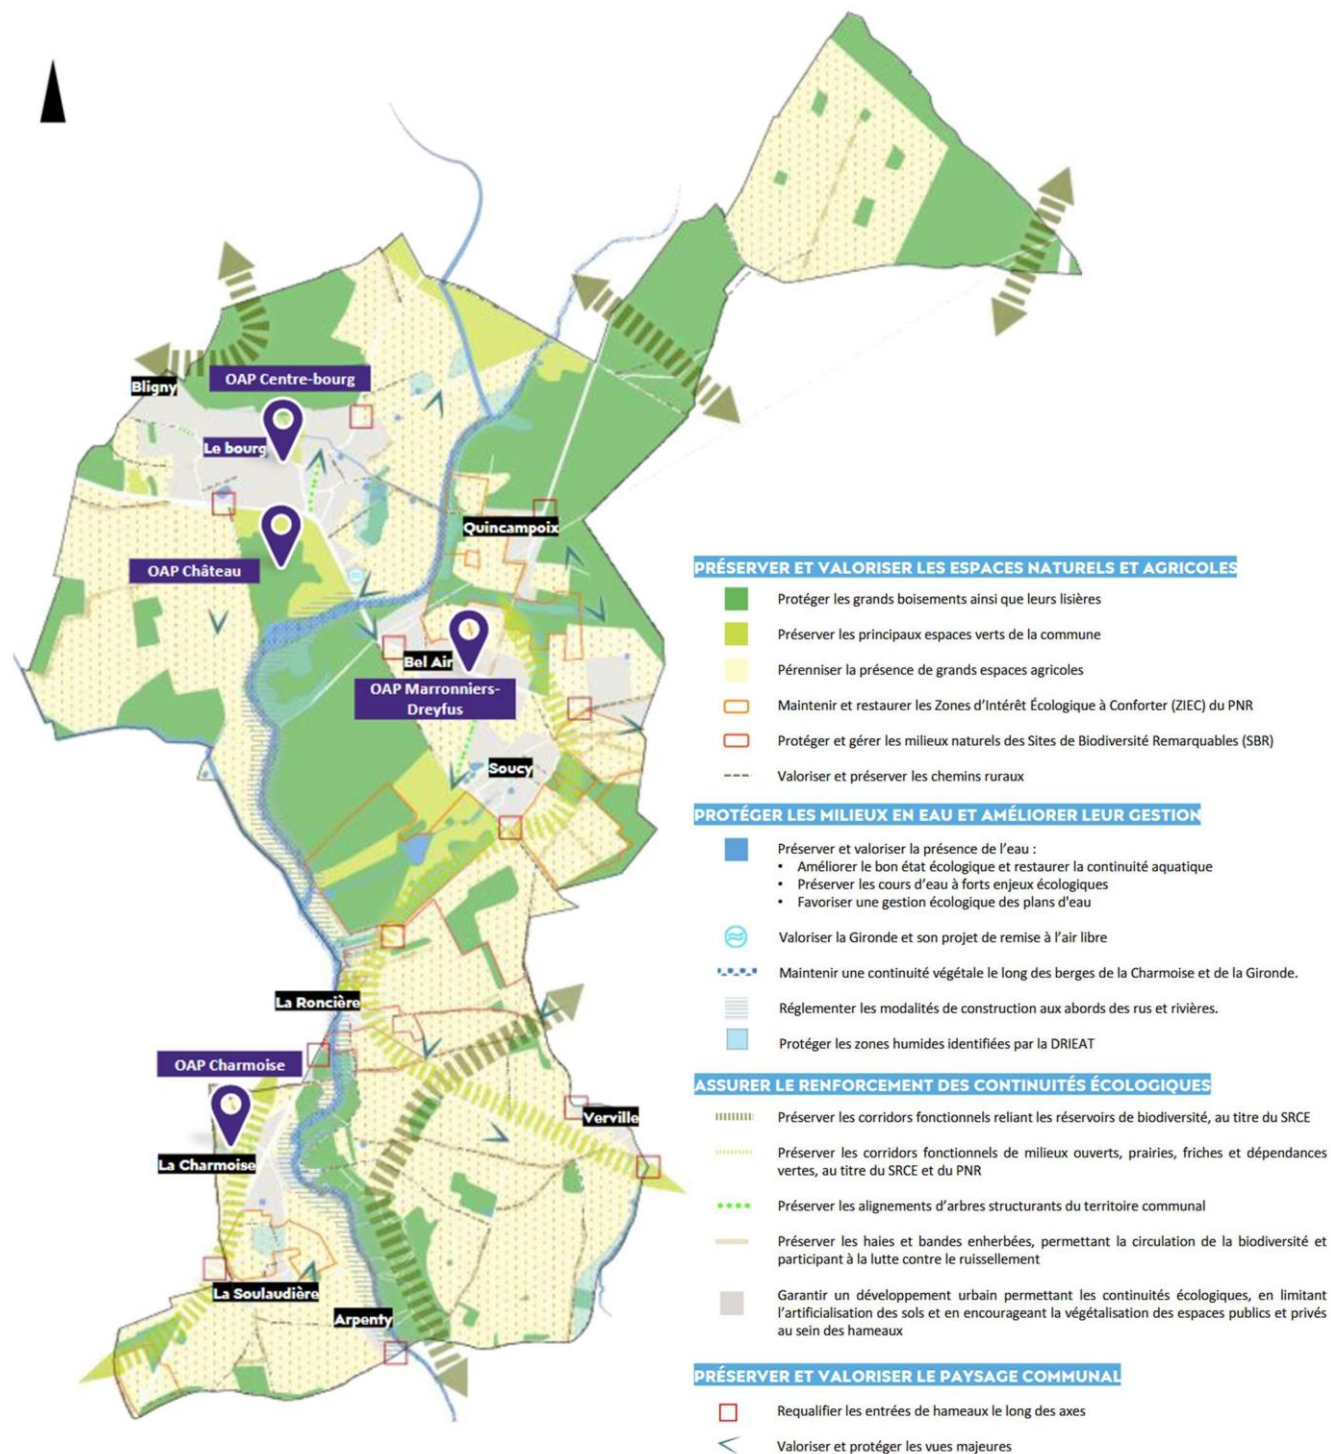 Bligny
OAP Centre-bourg
Le bourg
Quincampoix
OAP Château
Bel Air
OAP Marronniers-
Dreyfus
Soucy
La Roncière
OAP Charmoise
Verville
La Charmoise
La Soulaudière
Arpenty
PRÉSERVER ET VALORISER LES ESPACES NATURELS ET AGRICOLES
Protéger les grands boisements ainsi que leurs lisières
Préserver les principaux espaces verts de la commune
Pérenniser la présence de grands espaces agricoles
Maintenir et restaurer les Zones d'Intérêt Écologique à Conforter (ZIEC) du PNR
Protéger et gérer les milieux naturels des Sites de Biodiversité Remarquables (SBR)
Valoriser et préserver les chemins ruraux
PROTÉGER LES MILIEUX EN EAU ET AMÉLIORER LEUR GESTION
Préserver et valoriser la présence de l'eau :
• Améliorer le bon état écologique et restaurer la continuité aquatique
• Préserver les cours d'eau à forts enjeux écologiques
• Favoriser une gestion écologique des plans d'eau
Valoriser la Gironde et son projet de remise à l'air libre
Maintenir une continuité végétale le long des berges de la Charmoise et de la Gironde.
Réglementer les modalités de construction aux abords des rus et rivières.
Protéger les zones humides identifiées par la DRIEAT
ASSURER LE RENFORCEMENT DES CONTINUITÉS ÉCOLOGIQUES
Préserver les corridors fonctionnels reliant les réservoirs de biodiversité, au titre du SRCE
Préserver les corridors fonctionnels de milieux ouverts, prairies, friches et dépendances
vertes, au titre du SRCE et du PNR
Préserver les alignements d'arbres structurants du territoire communal
Préserver les haies et bandes enherbées, permettant la circulation de la biodiversité et
participant à la lutte contre le ruissellement
Garantir un développement urbain permettant les continuités écologiques, en limitant
l'artificialisation des sols et en encourageant la végétalisation des espaces publics et privés
au sein des hameaux
PRÉSERVER ET VALORISER LE PAYSAGE COMMUNAL
Requalifier les entrées de hameaux le long des axes
Valoriser et protéger les vues majeures